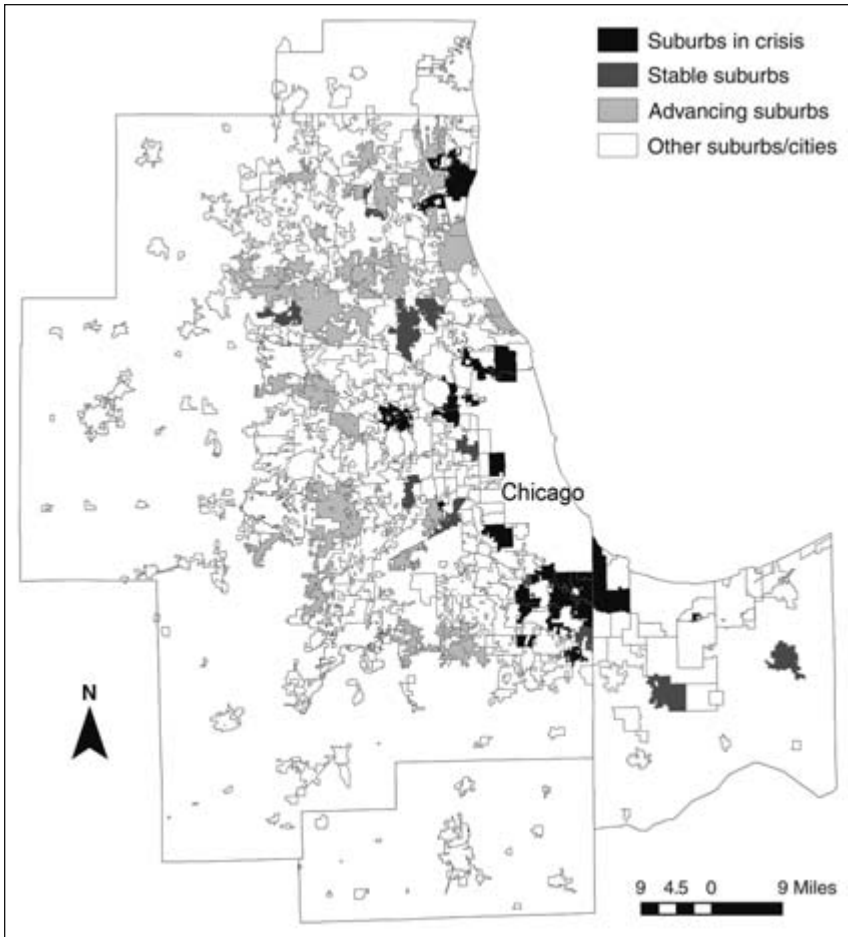 Suburbs in crisis
Stable suburbs
Advancing suburbs
Other suburbs/cities
Chicago
N
9 4.5 0 9 Miles